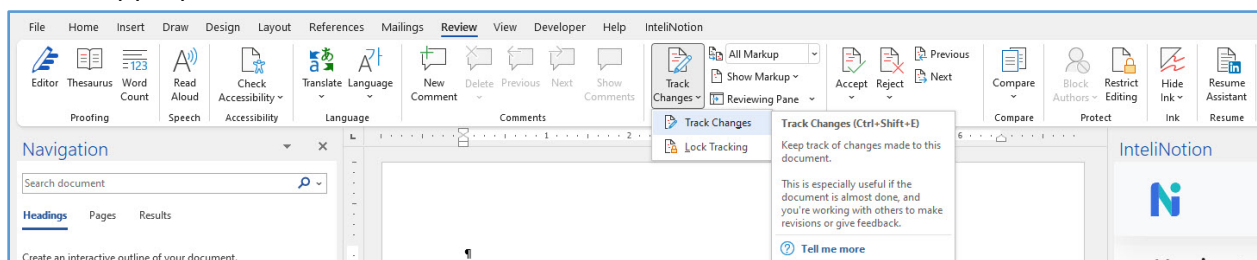 File Home Insert Draw Design Layout References Mailings Review View Developer Help InteliNotion
Editor Thesaurus Word Count
Read Aloud
Check Accessibility
Translate Language
New Comment Delete Previous Next Show Comments
Track Changes
All Markup
Show Markup
Reviewing Pane
Accept Reject
Previous
Next
Compare
Block Authors Restrict Editing
Hide Ink
Resume Assistant
Proofing Speech Accessibility Language Comments Compare Protect Ink Resume
Track Changes
Lock Tracking
Track Changes (Ctrl+Shift+E)
Keep track of changes made to this
document.
This is especially useful if the
document is almost done, and
you're working with others to make
revisions or give feedback.
Tell me more
Navigation
Search document
Headings Pages Results
Create an interactive outline of your document.
1 2 6
¶
InteliNotion